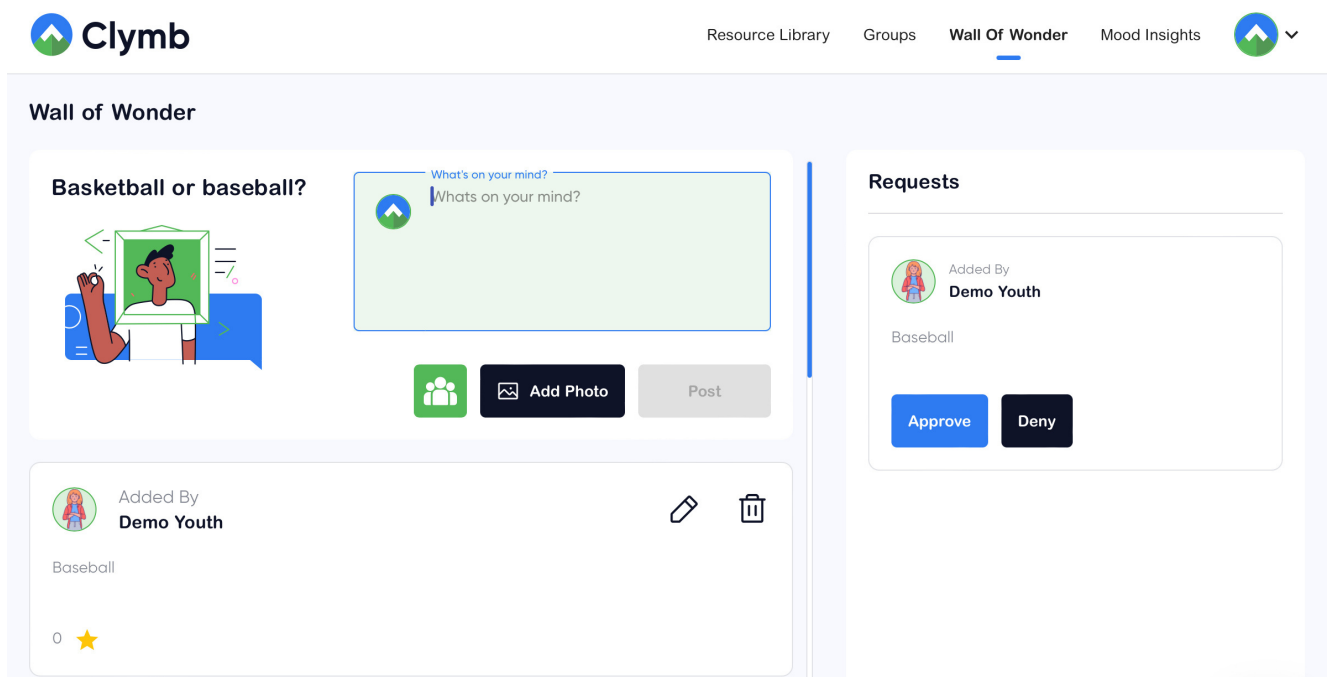 Clymb
Resource Library Groups Wall Of Wonder Mood Insights
Wall of Wonder
Basketball or baseball?
What's on your mind?
Whats on your mind?
Add Photo
Post
Added By
Demo Youth
Baseball
0
Requests
Added By
Demo Youth
Baseball
Approve
Deny